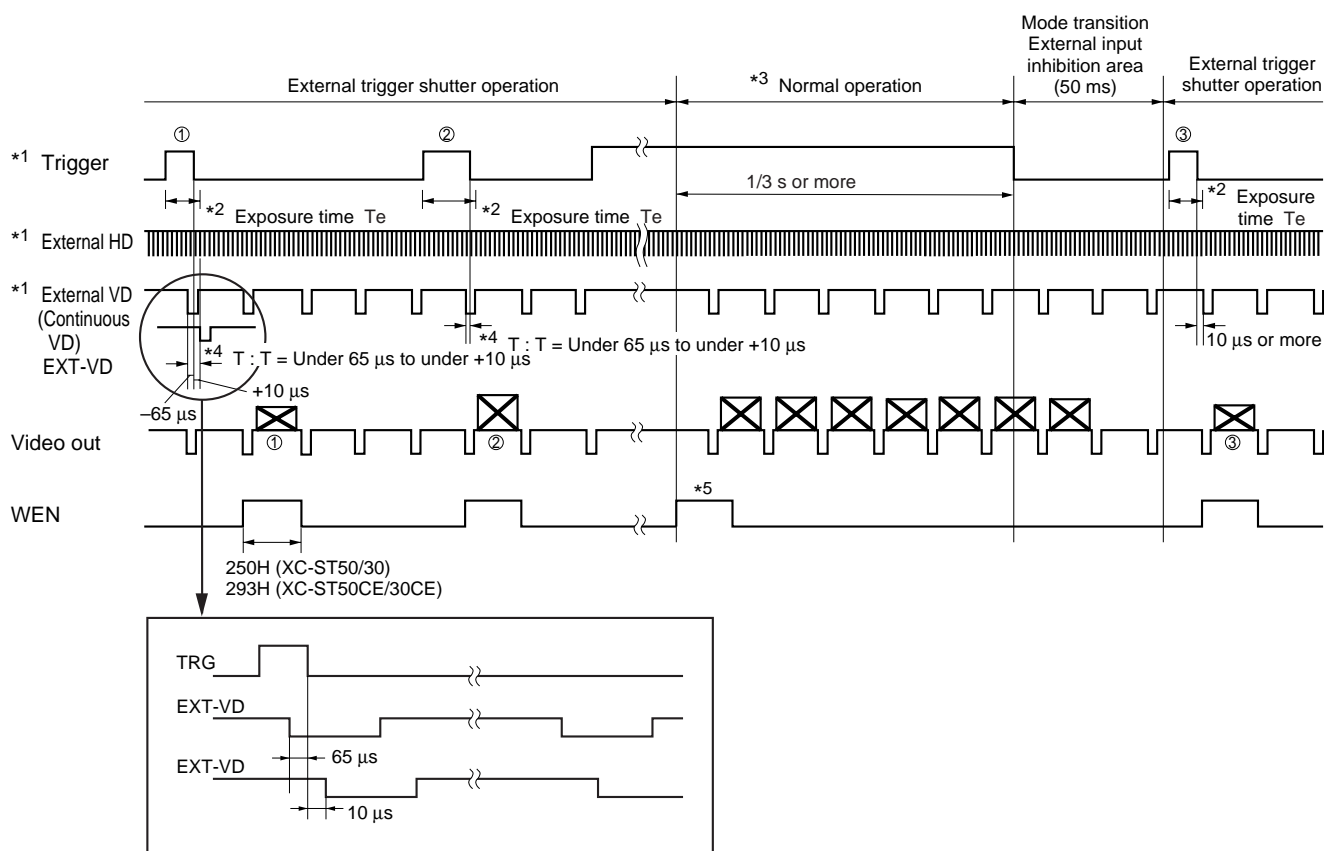 Mode transition
External input
inhibition area
(50 ms)
External trigger shutter operation
*3 Normal operation
External trigger
shutter operation
① ② ③
*1 Trigger
1/3 s or more
*2 Exposure time Te
*2 Exposure time Te
*2 Exposure
time Te
*1 External HD
*1 External VD
(Continuous
VD)
EXT-VD
*4 T : T = Under 65 µs to under +10 µs
*4 T : T = Under 65 µs to under +10 µs
10 µs or more
+10 µs
–65 µs
Video out
① ② ③
WEN
*5
250H (XC-ST50/30)
293H (XC-ST50CE/30CE)
TRG
EXT-VD
65 µs
EXT-VD
10 µs